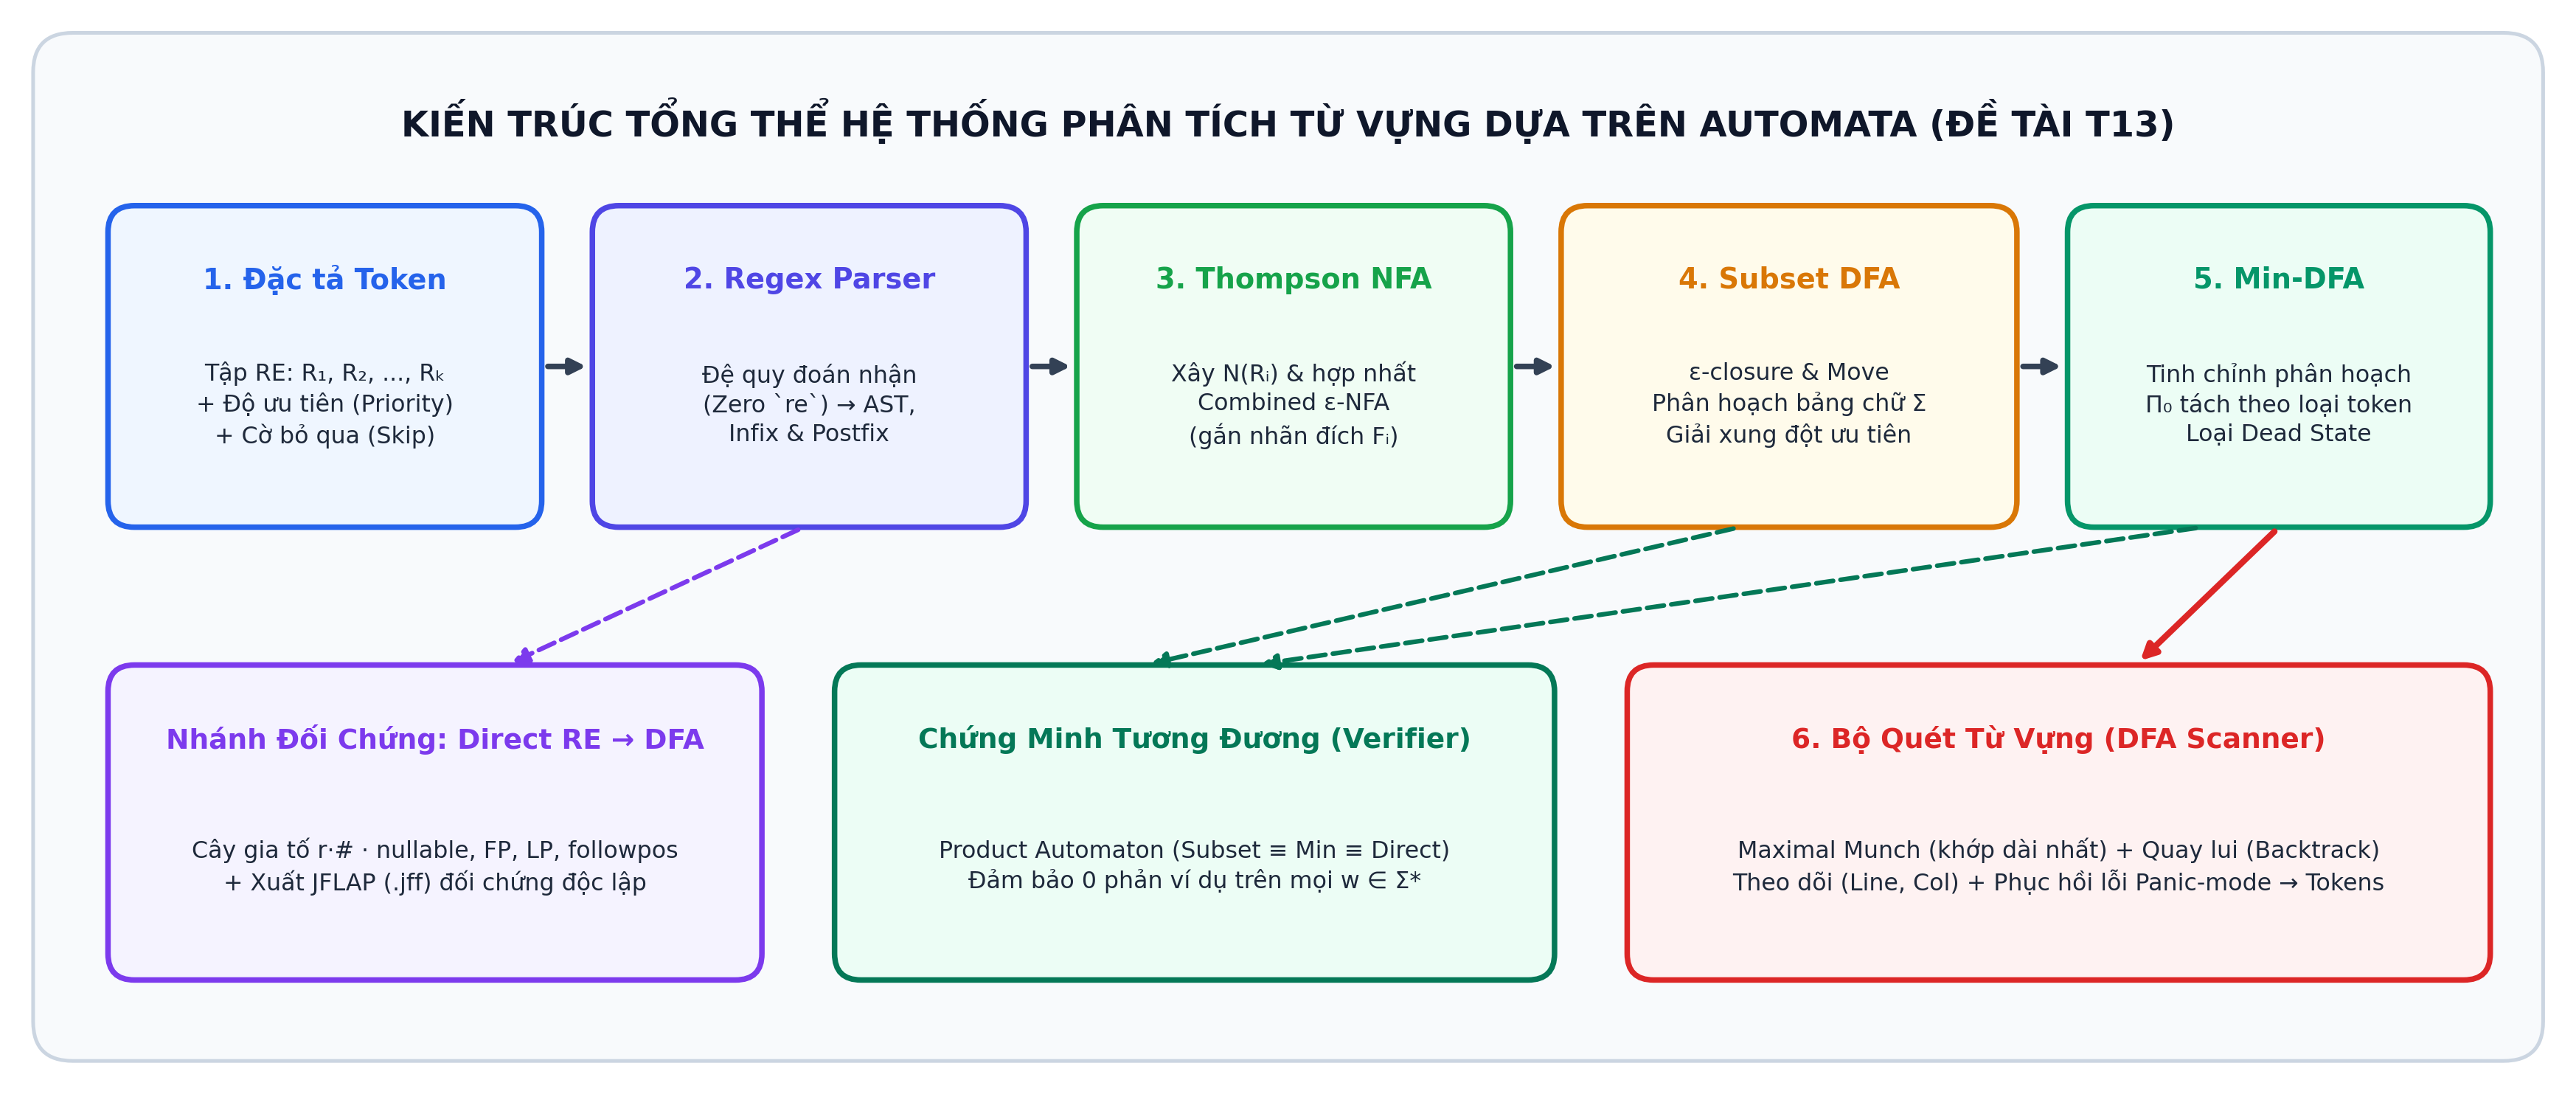 KIẾN TRÚC TỔNG THỂ HỆ THỐNG PHÂN TÍCH TỪ VỰNG DỰA TRÊN AUTOMATA (ĐỀ TÀI T13)
1. Đặc tả Token
Tập RE: R₁, R₂, ..., Rₖ
+ Độ ưu tiên (Priority)
+ Cờ bỏ qua (Skip)
2. Regex Parser
Đệ quy đoán nhận
(Zero `re`) → AST,
Infix & Postfix
3. Thompson NFA
Xây N(Rᵢ) & hợp nhất
Combined ε-NFA
(gắn nhãn đích Fᵢ)
4. Subset DFA
ε-closure & Move
Phân hoạch bảng chữ Σ
Giải xung đột ưu tiên
5. Min-DFA
Tinh chỉnh phân hoạch
Π₀ tách theo loại token
Loại Dead State
Nhánh Đối Chứng: Direct RE → DFA
Cây gia tố r·# · nullable, FP, LP, followpos
+ Xuất JFLAP (.jff) đối chứng độc lập
Chứng Minh Tương Đương (Verifier)
Product Automaton (Subset ≡ Min ≡ Direct)
Đảm bảo 0 phản ví dụ trên mọi w ∈ Σ*
6. Bộ Quét Từ Vựng (DFA Scanner)
Maximal Munch (khớp dài nhất) + Quay lui (Backtrack)
Theo dõi (Line, Col) + Phục hồi lỗi Panic-mode → Tokens